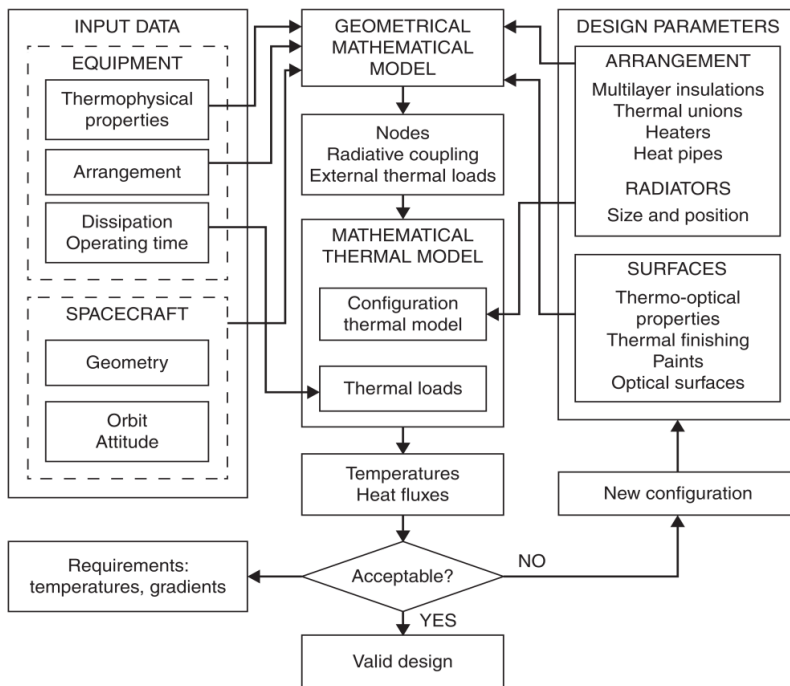 INPUT DATA
EQUIPMENT
Thermophysical
properties
Arrangement
Dissipation
Operating time
SPACECRAFT
Geometry
Orbit
Attitude
GEOMETRICAL
MATHEMATICAL
MODEL
Nodes
Radiative coupling
External thermal loads
MATHEMATICAL
THERMAL MODEL
Configuration
thermal model
Thermal loads
Temperatures
Heat fluxes
Acceptable?
YES
Valid design
Requirements:
temperatures, gradients
NO
New configuration
DESIGN PARAMETERS
ARRANGEMENT
Multilayer insulations
Thermal unions
Heaters
Heat pipes
RADIATORS
Size and position
SURFACES
Thermo-optical
properties
Thermal finishing
Paints
Optical surfaces